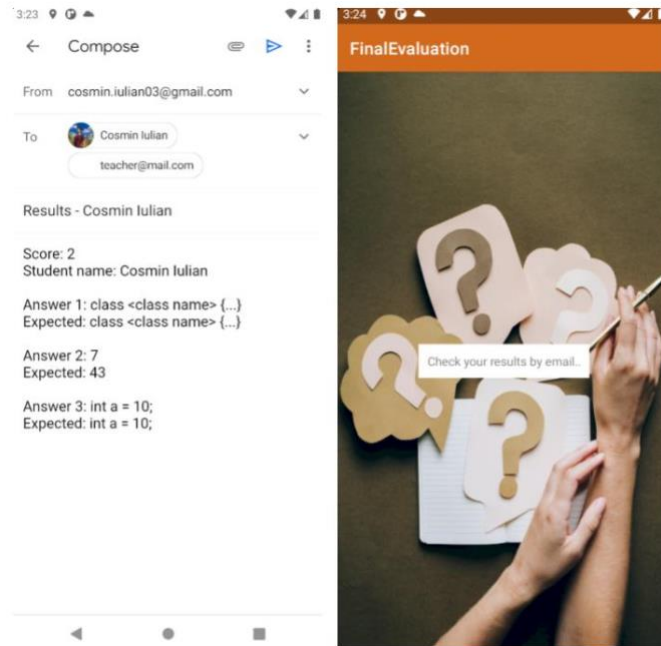 3:23
Compose
From cosmin.iulian03@gmail.com
To Cosmin Iulian
teacher@mail.com
Results - Cosmin Iulian
Score: 2
Student name: Cosmin Iulian
Answer 1: class <class name> {...}
Expected: class <class name> {...}
Answer 2: 7
Expected: 43
Answer 3: int a = 10;
Expected: int a = 10;
3:24
FinalEvaluation
? ? ? ?
Check your results by email..